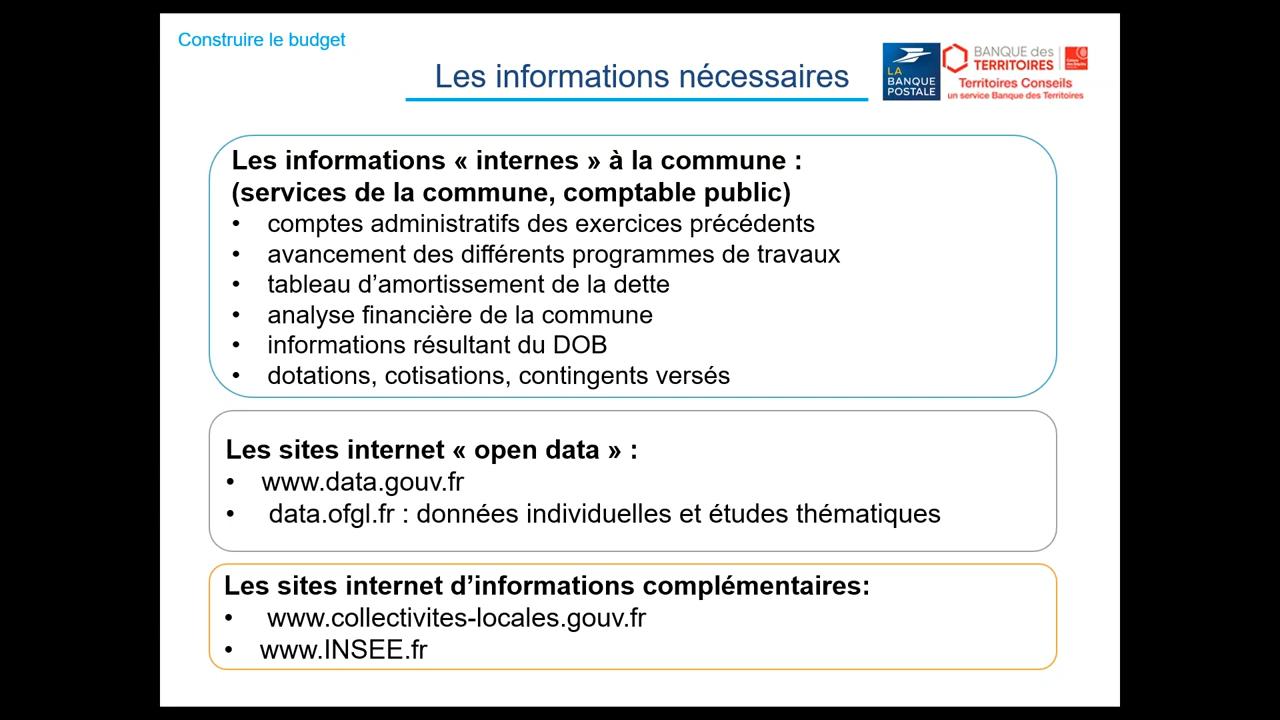 Construire le budget
Les informations nécessaires
LA
BANQUE
POSTALE
BANQUE des
TERRITOIRES
Territoires Conseils
un service Banque des Territoires
Les informations « internes » à la commune :
(services de la commune, comptable public)
• comptes administratifs des exercices précédents
• avancement des différents programmes de travaux
• tableau d’amortissement de la dette
• analyse financière de la commune
• informations résultant du DOB
• dotations, cotisations, contingents versés
Les sites internet « open data » :
• www.data.gouv.fr
• data.ofgl.fr : données individuelles et études thématiques
Les sites internet d’informations complémentaires:
• www.collectivites-locales.gouv.fr
• www.INSEE.fr